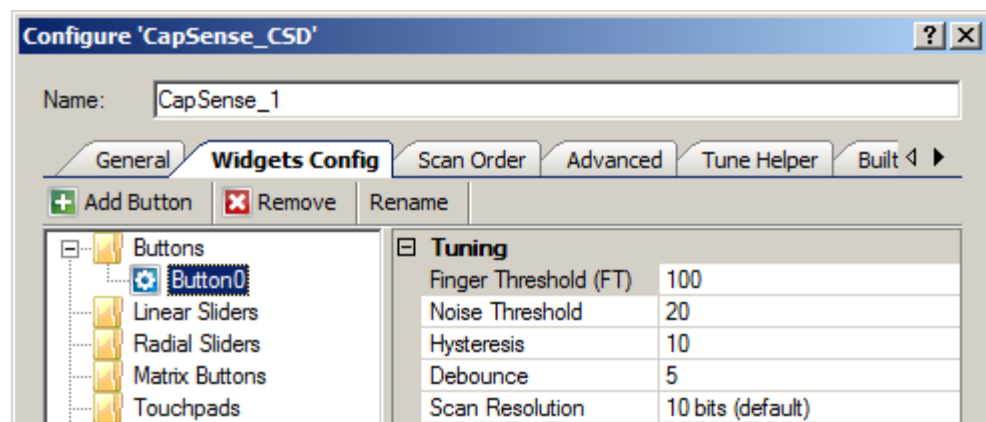 Configure 'CapSense_CSD'
Name: CapSense_1
General Widgets Config Scan Order Advanced Tune Helper Built
Add Button Remove Rename
Buttons
Button0
Linear Sliders
Radial Sliders
Matrix Buttons
Touchpads
Tuning
Finger Threshold (FT) 100
Noise Threshold 20
Hysteresis 10
Debounce 5
Scan Resolution 10 bits (default)